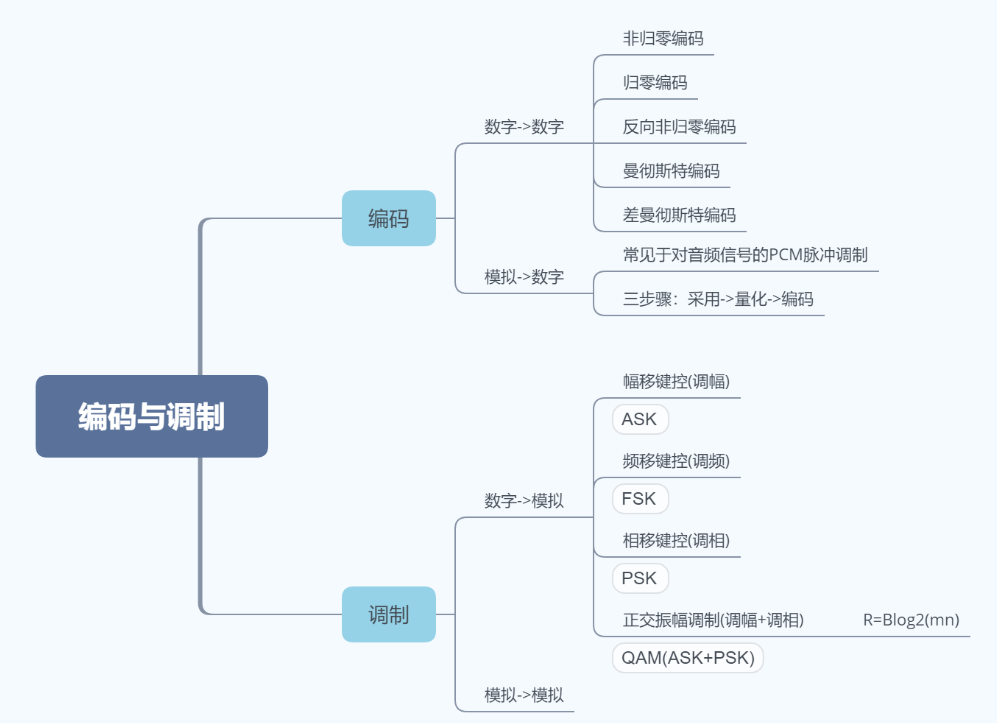 编码与调制
编码
数字->数字
非归零编码
归零编码
反向非归零编码
曼彻斯特编码
差曼彻斯特编码
模拟->数字
常见于对音频信号的PCM脉冲调制
三步骤：采用->量化->编码
调制
数字->模拟
幅移键控(调幅)
ASK
频移键控(调频)
FSK
相移键控(调相)
PSK
正交振幅调制(调幅+调相) R=Blog2(mn)
QAM(ASK+PSK)
模拟->模拟